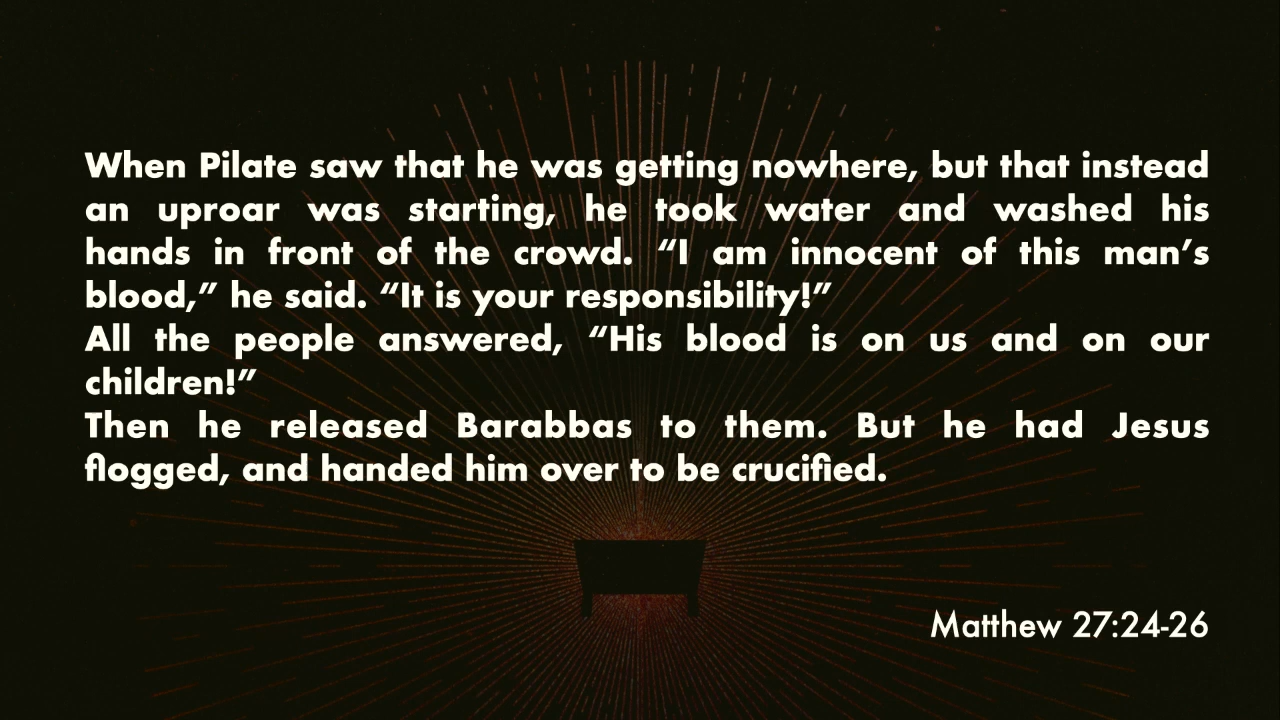 When Pilate saw that he was getting nowhere, but that instead
an uproar was starting, he took water and washed his
hands in front of the crowd. “I am innocent of this man’s
blood,” he said. “It is your responsibility!”
All the people answered, “His blood is on us and on our
children!”
Then he released Barabbas to them. But he had Jesus
flogged, and handed him over to be crucified.
Matthew 27:24-26